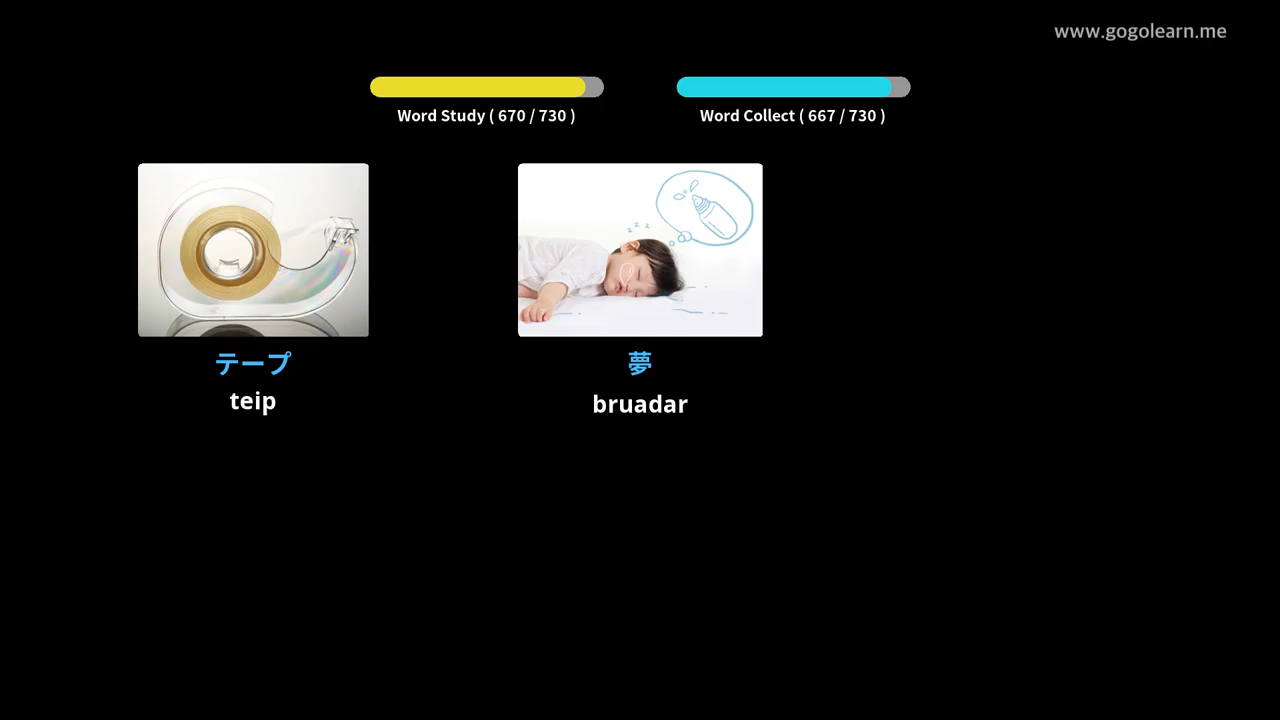 www.gogolearn.me
Word Study ( 670 / 730 )
Word Collect ( 667 / 730 )
z z z
テープ
夢
teip
bruadar